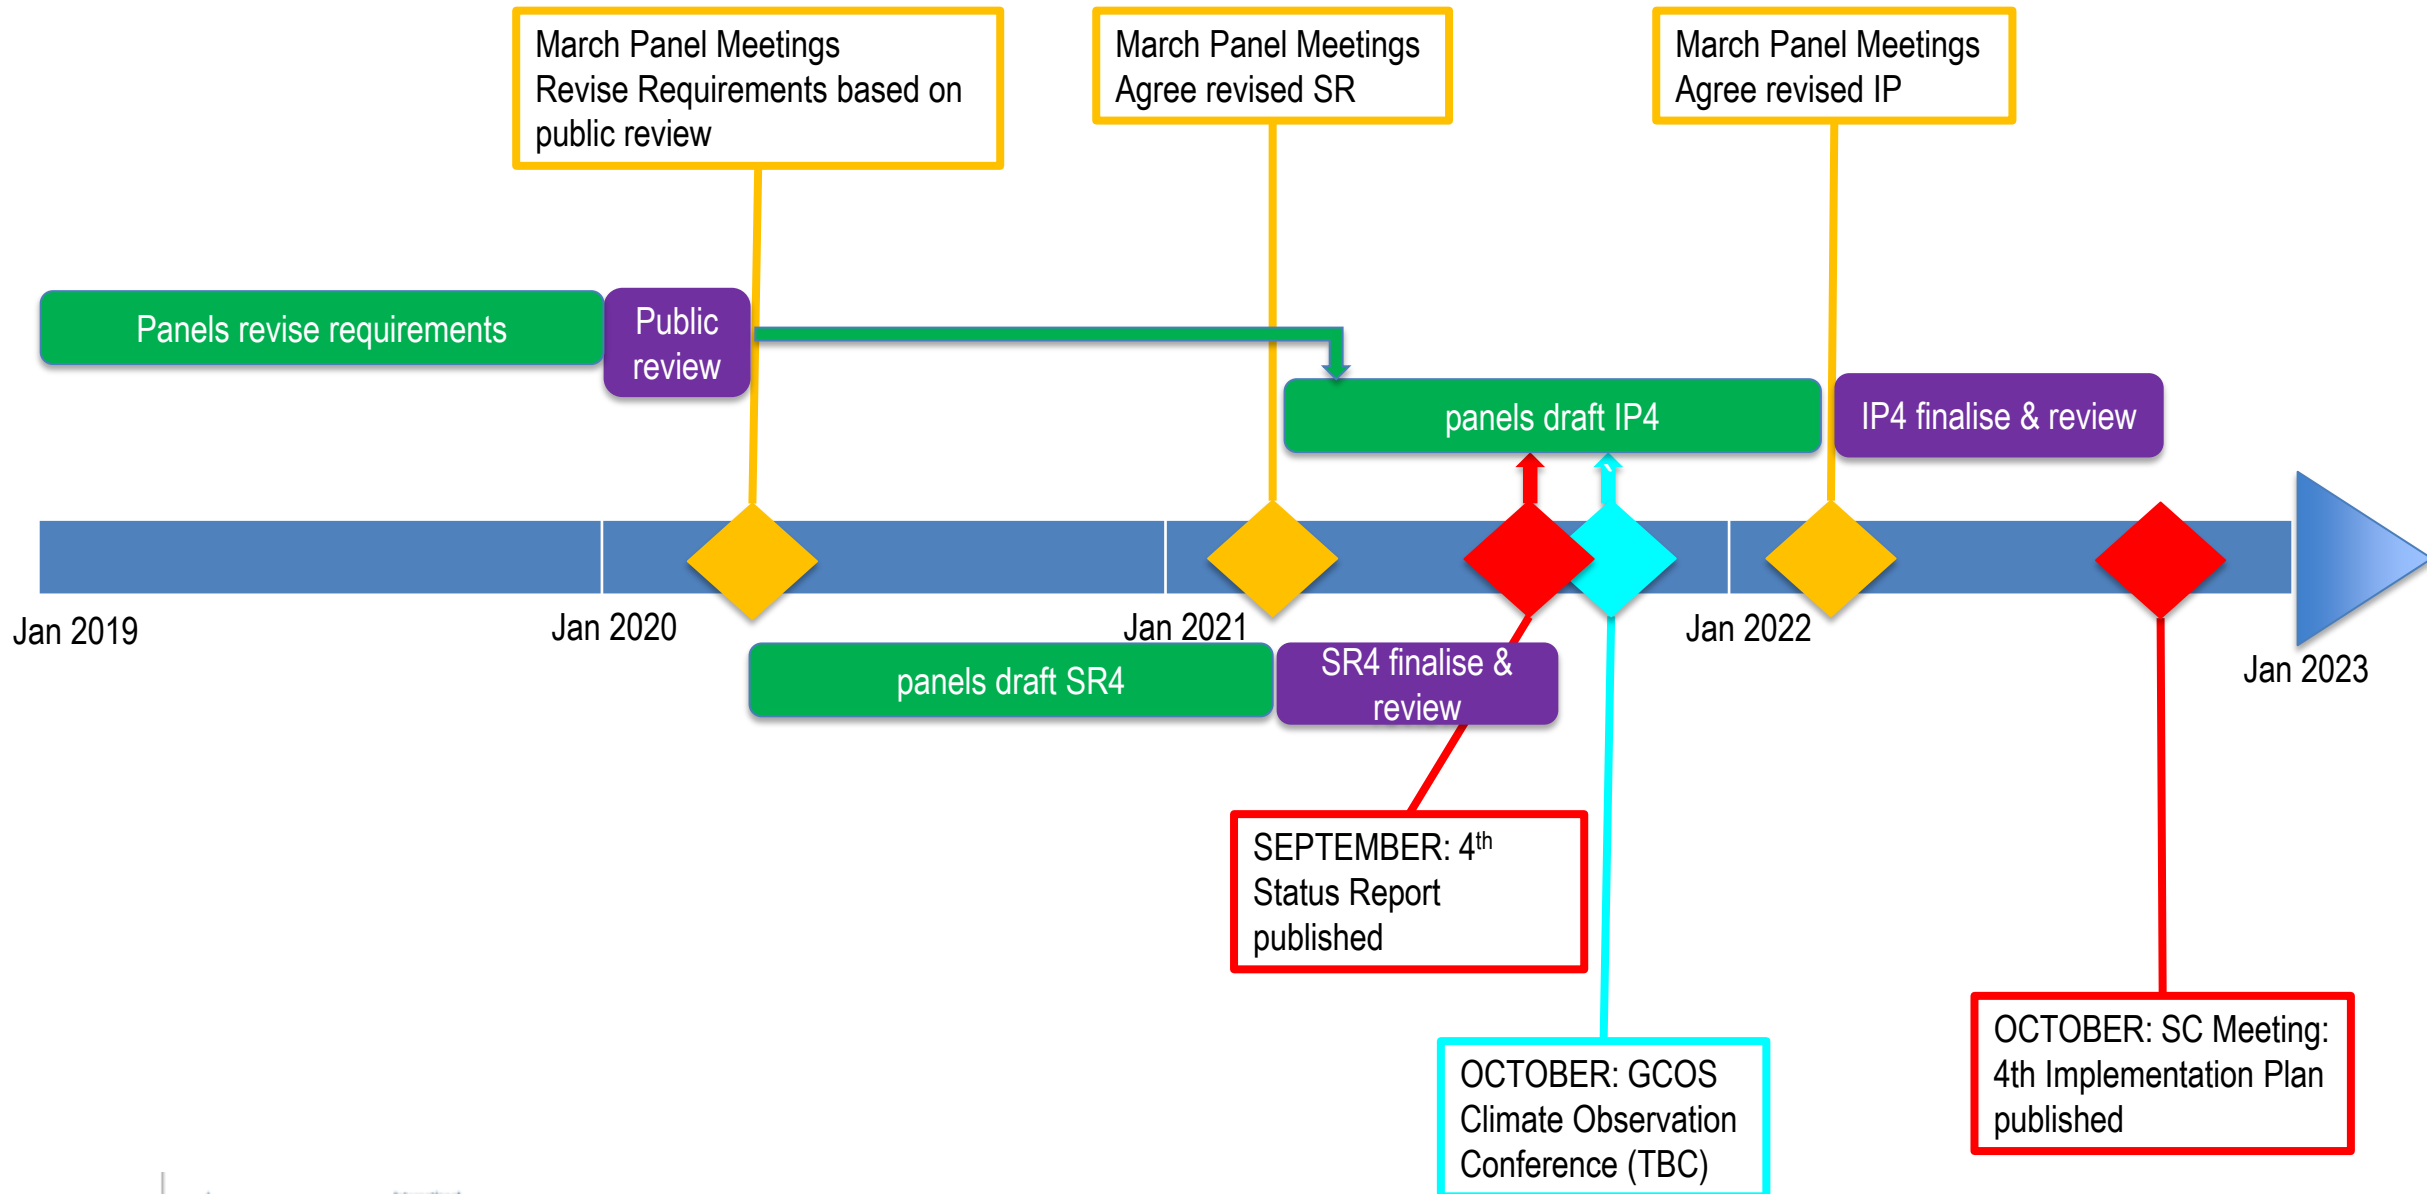 March Panel Meetings
Revise Requirements based on
public review
March Panel Meetings
Agree revised SR
March Panel Meetings
Agree revised IP
Panels revise requirements
Public
review
panels draft IP4
IP4 finalise & review
Jan 2019
Jan 2020
Jan 2021
Jan 2022
Jan 2023
panels draft SR4
SR4 finalise &
review
SEPTEMBER: 4th
Status Report
published
OCTOBER: GCOS
Climate Observation
Conference (TBC)
OCTOBER: SC Meeting:
4th Implementation Plan
published